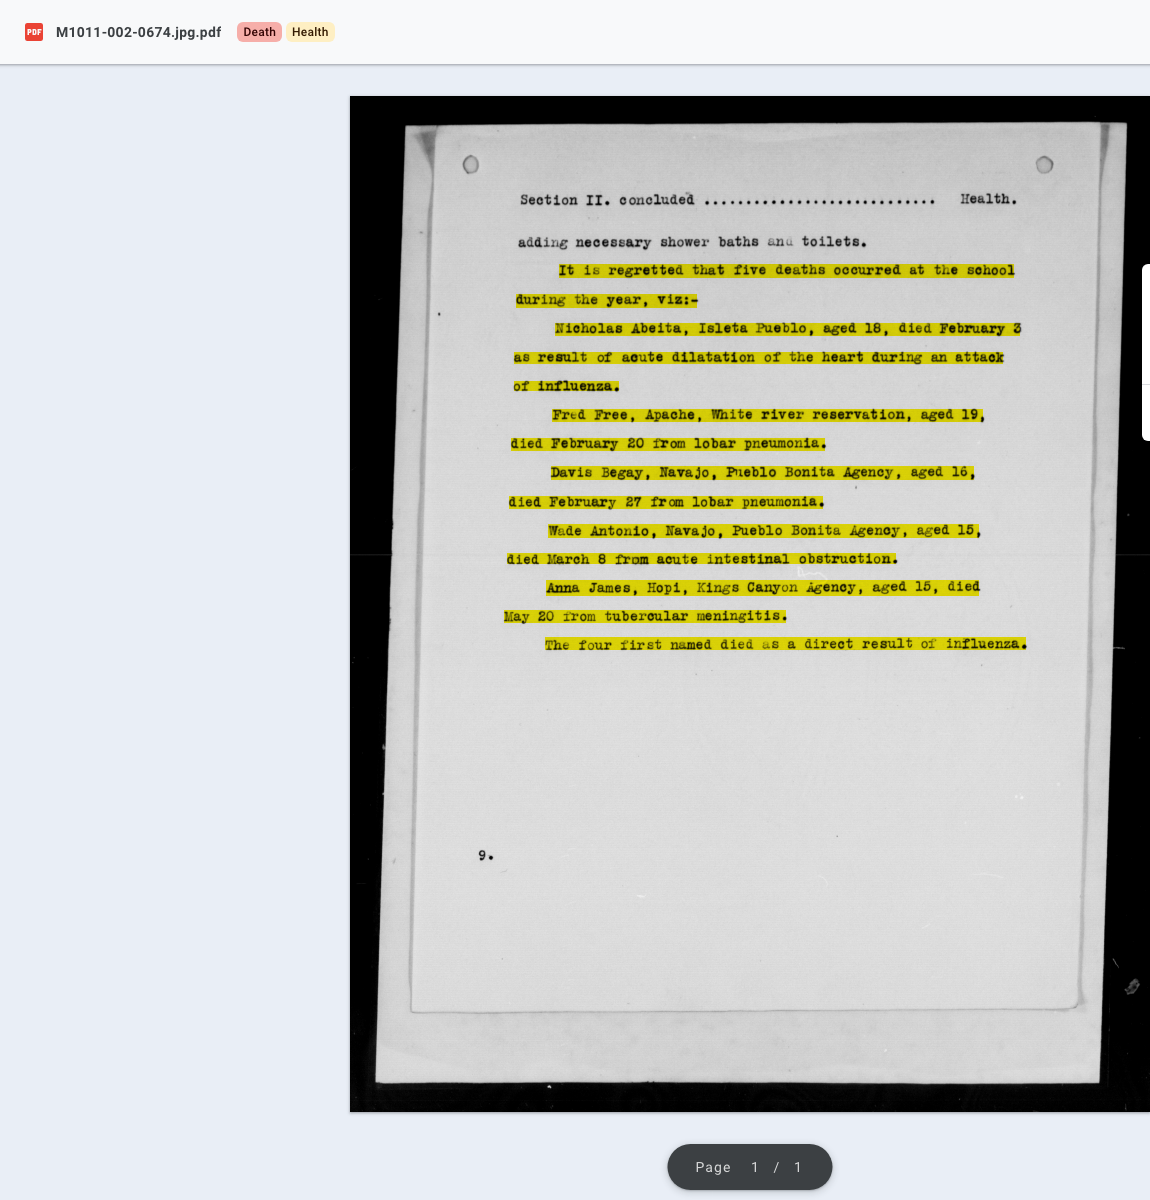 PDF M1011-002-0674.jpg.pdf Death Health
Section II. concluded ............................ Health.
adding necessary shower baths and toilets.
It is regretted that five deaths occurred at the school
during the year, viz:-
Nicholas Abeita, Isleta Pueblo, aged 18, died February 3
as result of acute dilatation of the heart during an attack
of influenza.
Fred Free, Apache, White river reservation, aged 19,
died February 20 from lobar pneumonia.
Davis Begay, Navajo, Pueblo Bonita Agency, aged 16,
died February 27 from lobar pneumonia.
Wade Antonio, Navajo, Pueblo Bonita Agency, aged 15,
died March 8 from acute intestinal obstruction.
Anna James, Hopi, Kings Canyon Agency, aged 15, died
May 20 from tubercular meningitis.
The four first named died as a direct result of influenza.
9.
Page 1 / 1